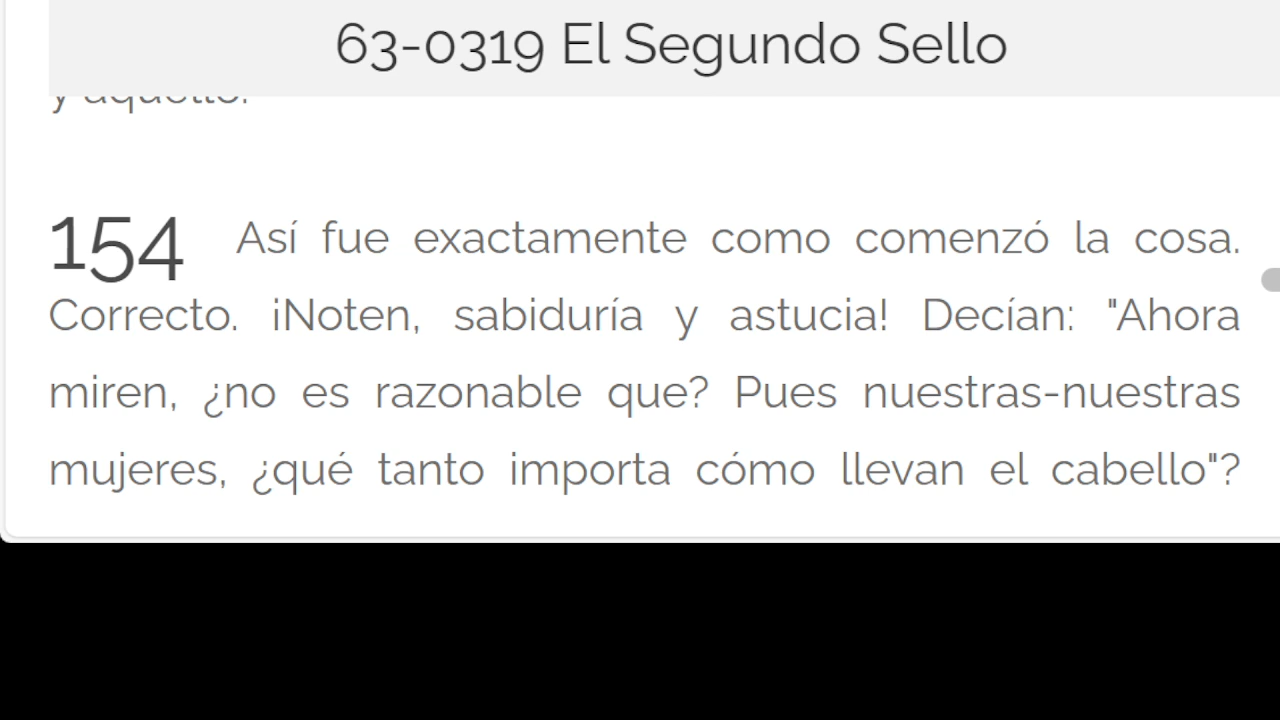 63-0319 El Segundo Sello
y aquello.
154 Así fue exactamente como comenzó la cosa.
Correcto. ¡Noten, sabiduría y astucia! Decían: "Ahora
miren, ¿no es razonable que? Pues nuestras-nuestras
mujeres, ¿qué tanto importa cómo llevan el cabello"?